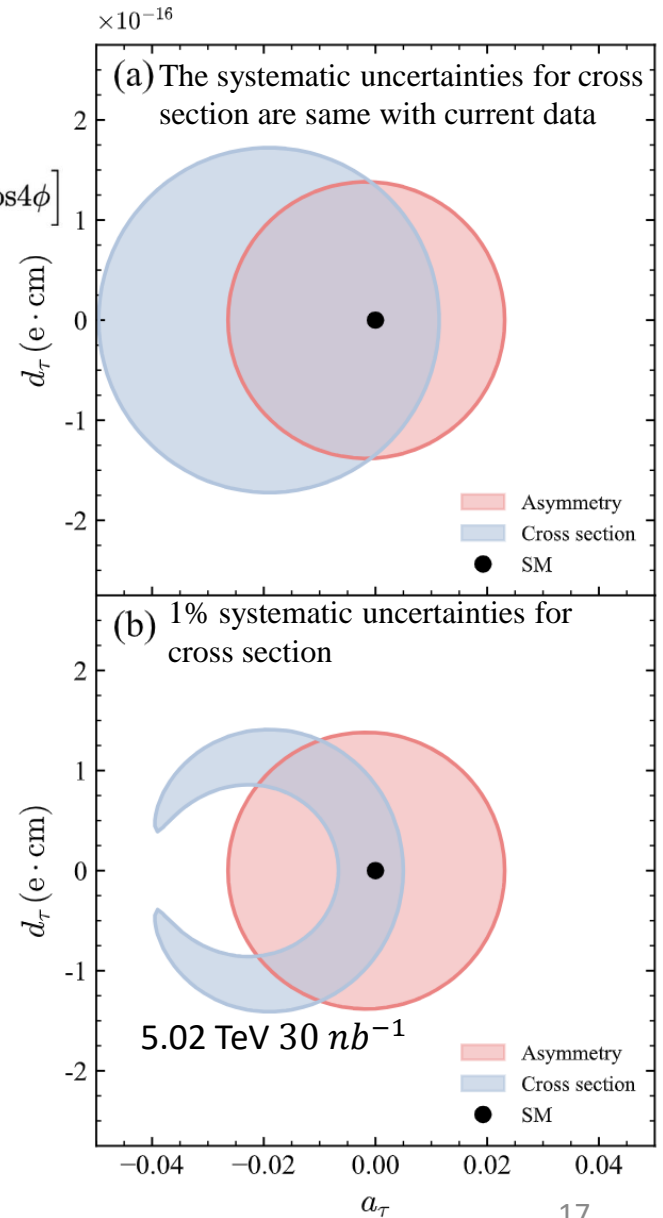 ×10⁻¹⁶
(a) The systematic uncertainties for cross
section are same with current data
os4ϕ]
2
1
0
-1
-2
d_τ (e · cm)
Asymmetry
Cross section
SM
(b) 1% systematic uncertainties for
cross section
2
1
0
-1
-2
d_τ (e · cm)
5.02 TeV 30 nb⁻¹
Asymmetry
Cross section
SM
−0.04 −0.02 0.00 0.02 0.04
a_τ
17